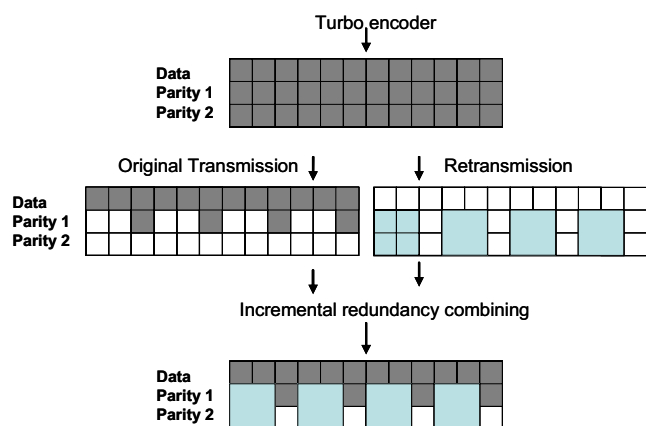 Turbo encoder
Data
Parity 1
Parity 2
Original Transmission
Retransmission
Data
Parity 1
Parity 2
Incremental redundancy combining
Data
Parity 1
Parity 2